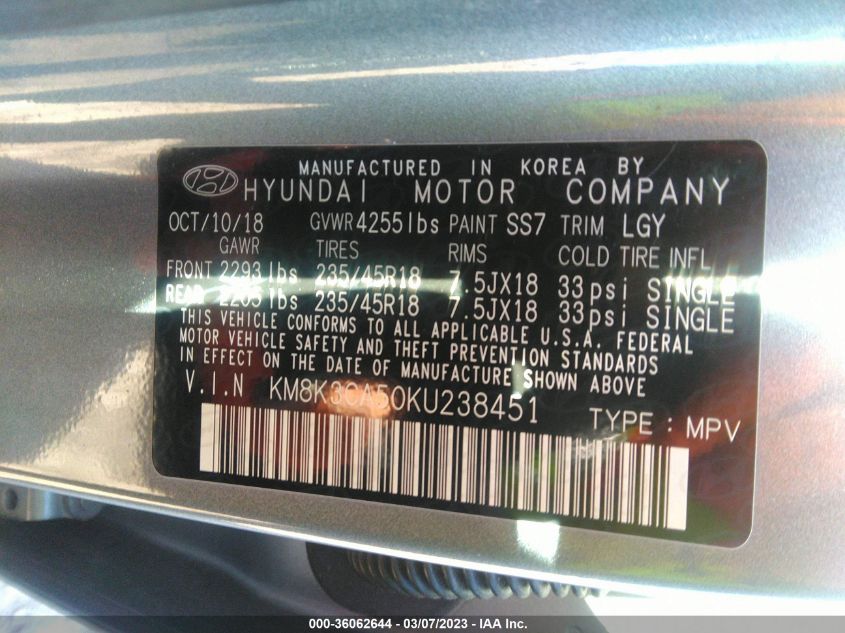 MANUFACTURED IN KOREA BY
HYUNDAI MOTOR COMPANY
OCT/10/18 GVWR 4255lbs PAINT SS7 TRIM LGY
GAWR TIRES RIMS COLD TIRE INFL
FRONT 2293lbs 235/45R18 7.5JX18 33psi SINGLE
REAR 2205lbs 235/45R18 7.5JX18 33psi SINGLE
THIS VEHICLE CONFORMS TO ALL APPLICABLE U.S.A. FEDERAL
MOTOR VEHICLE SAFETY AND THEFT PREVENTION STANDARDS
IN EFFECT ON THE DATE OF MANUFACTURE SHOWN ABOVE
V.I.N KM8K3CA50KU238451 TYPE : MPV
000-36062644 — 03/07/2023 — IAA Inc.